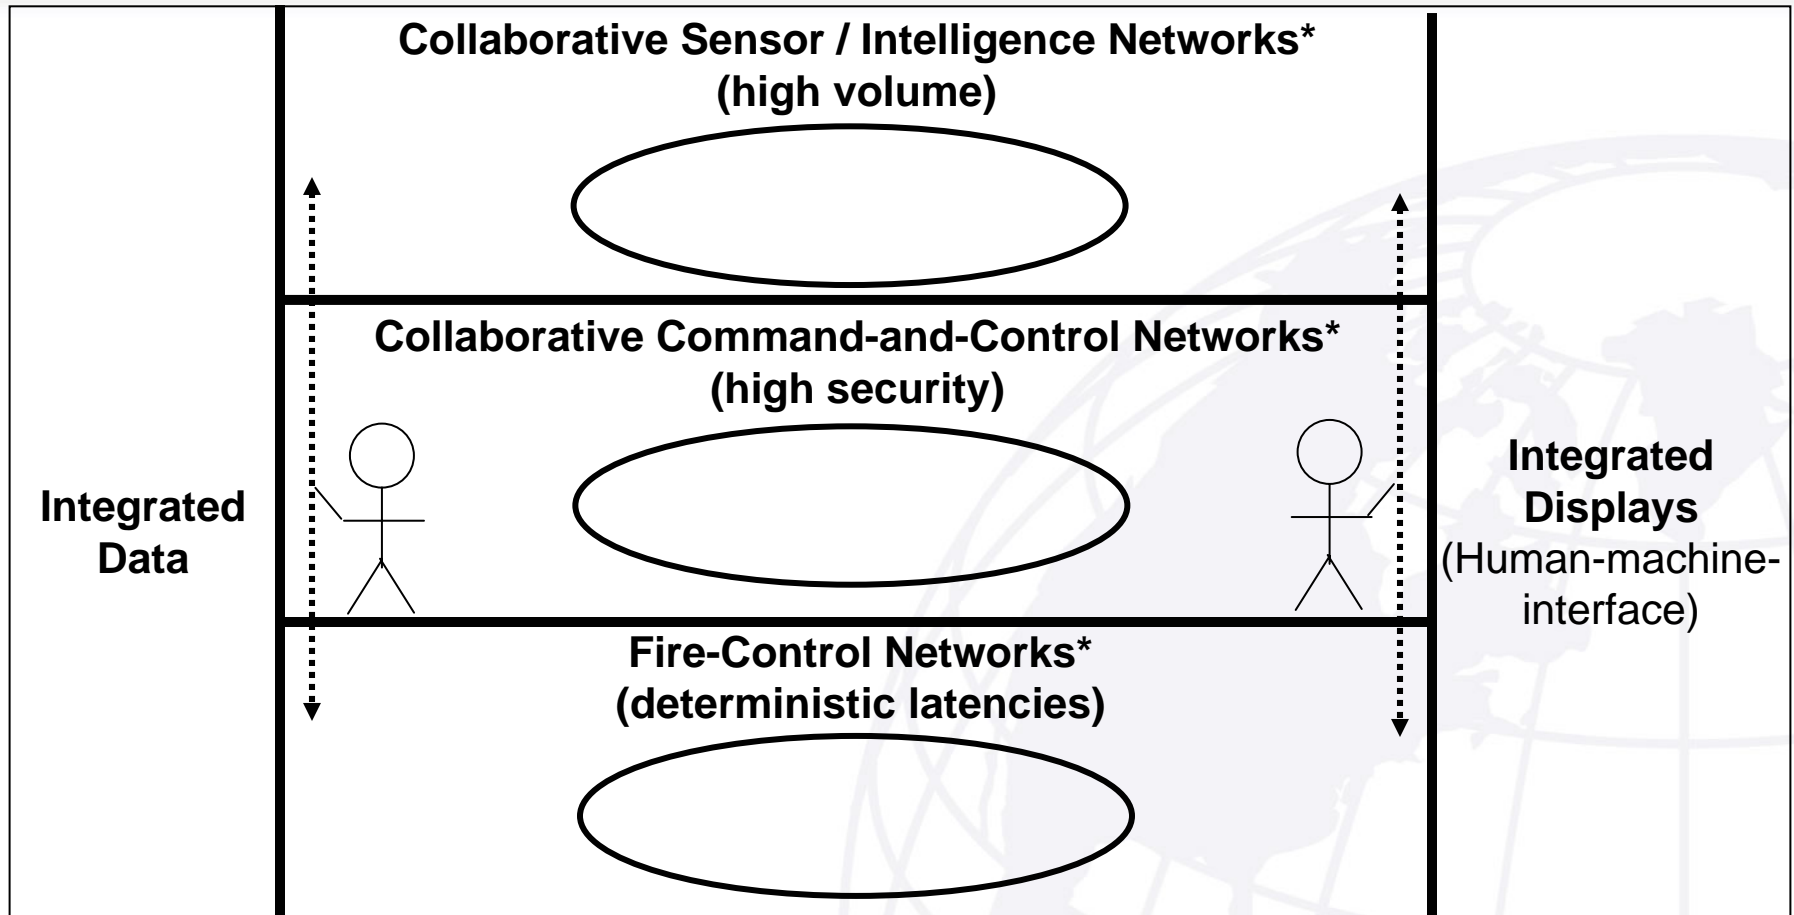 Collaborative Sensor / Intelligence Networks*
(high volume)
Collaborative Command-and-Control Networks*
(high security)
Integrated
Data
Integrated
Displays
(Human-machine-
interface)
Fire-Control Networks*
(deterministic latencies)